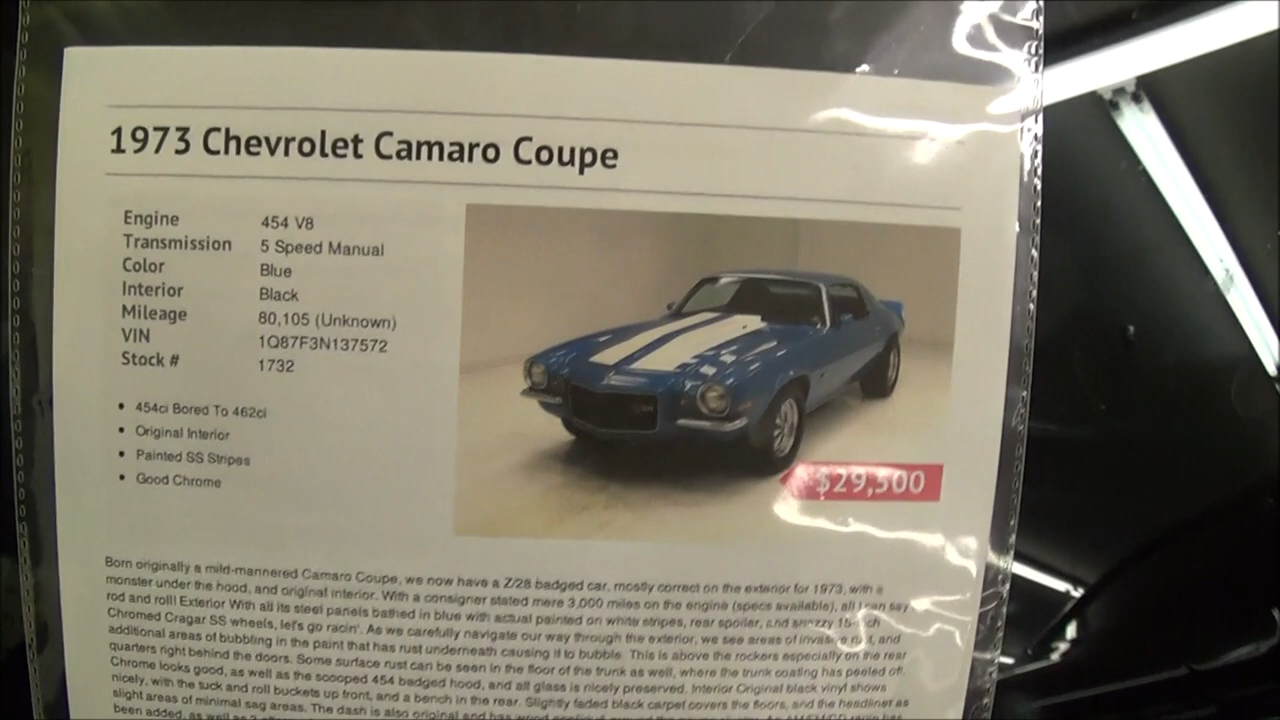 1973 Chevrolet Camaro Coupe
Engine 454 V8
Transmission 5 Speed Manual
Color Blue
Interior Black
Mileage 80,105 (Unknown)
VIN 1Q87F3N137572
Stock # 1732
• 454ci Bored To 462ci
• Original Interior
• Painted SS Stripes
• Good Chrome
$29,500
Born originally a mild-mannered Camaro Coupe, we now have a Z/28 badged car, mostly correct on the exterior for 1973, with a
monster under the hood, and original interior. With a consigner stated mere 3,000 miles on the engine (specs available), all I can say
rod and roll! Exterior With all its steel panels bathed in blue with actual painted on white stripes, rear spoiler, and snazzy 15-inch
Chromed Cragar SS wheels, let's go racin'. As we carefully navigate our way through the exterior, we see areas of invasive rust, and
additional areas of bubbling in the paint that has rust underneath causing it to bubble. This is above the rockers especially on the rear
quarters right behind the doors. Some surface rust can be seen in the floor of the trunk as well, where the trunk coating has peeled off.
Chrome looks good, as well as the scooped 454 badged hood, and all glass is nicely preserved. Interior Original black vinyl shows
nicely, with the tuck and roll buckets up front, and a bench in the rear. Slightly faded black carpet covers the floors, and the headliner as
slight areas of minimal sag areas. The dash is also original and has wood
been added, as well as